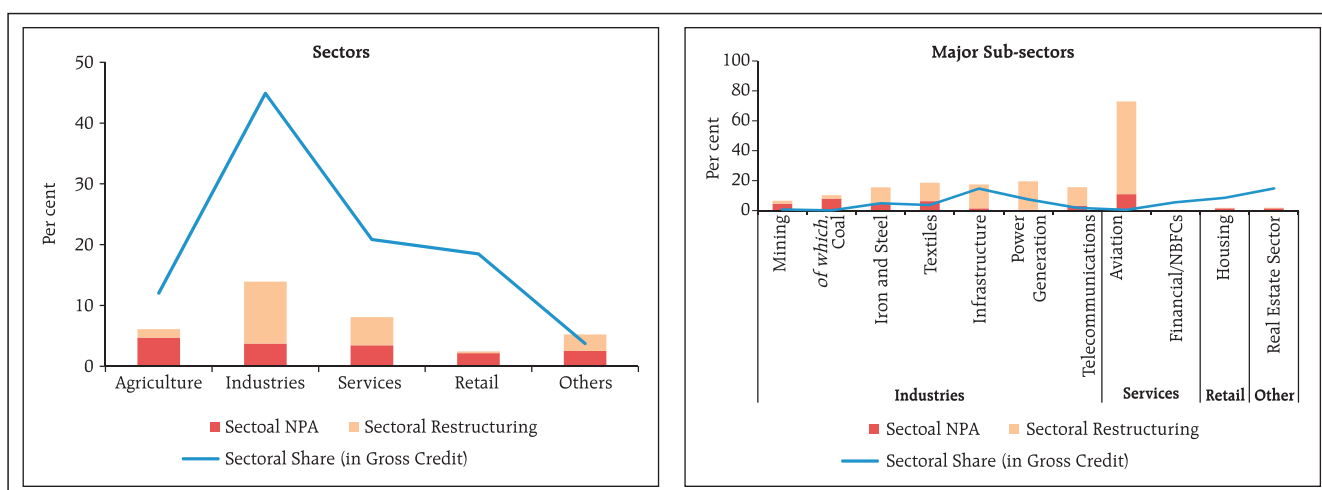 Sectors
Per cent
50
40
30
20
10
0
Agriculture Industries Services Retail Others
Sectoal NPA Sectoral Restructuring
Sectoral Share (in Gross Credit)
Major Sub-sectors
Per cent
100
80
60
40
20
0
Mining
of which, Coal
Iron and Steel
Textiles
Infrastructure
Power
Generation
Telecommunications
Aviation
Financial/NBFCs
Housing
Real Estate Sector
Industries Services Retail Other
Sectoal NPA Sectoral Restructuring
Sectoral Share (in Gross Credit)